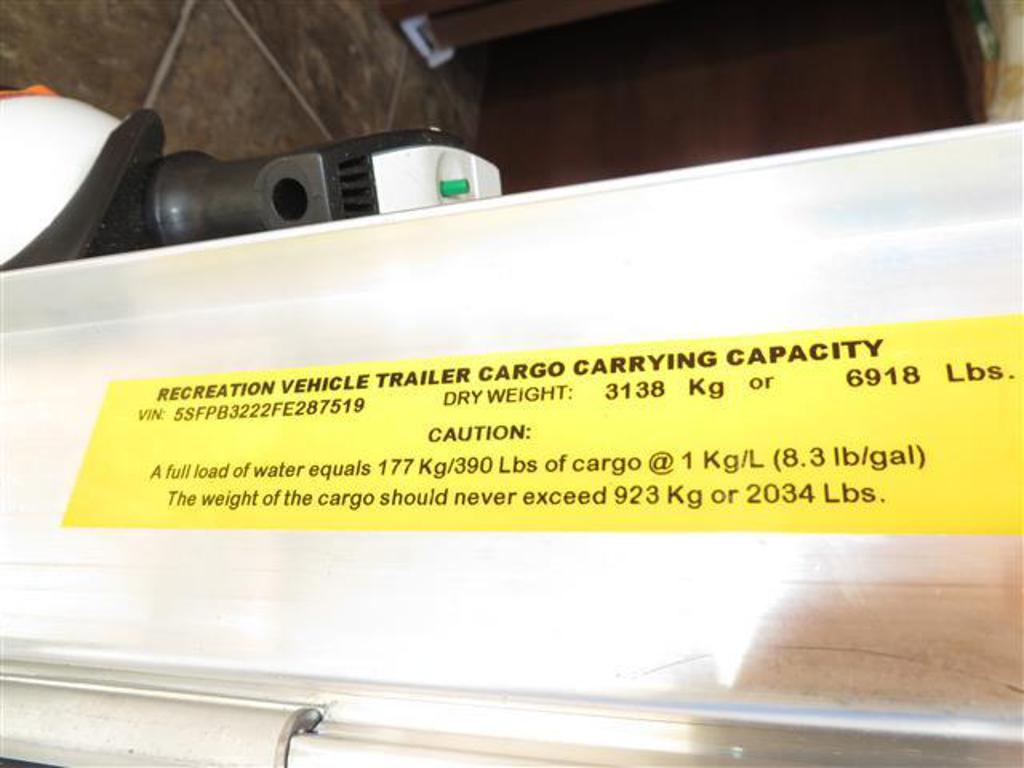 RECREATION VEHICLE TRAILER CARGO CARRYING CAPACITY
VIN: 5SFPB3222FE287519 DRY WEIGHT: 3138 Kg or 6918 Lbs.
CAUTION:
A full load of water equals 177 Kg/390 Lbs of cargo @ 1 Kg/L (8.3 lb/gal)
The weight of the cargo should never exceed 923 Kg or 2034 Lbs.